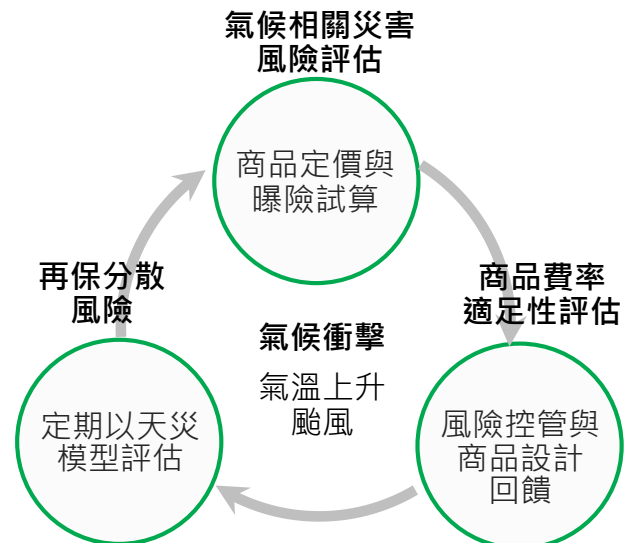 氣候相關災害
風險評估
商品定價與
曝險試算
再保分散
風險
商品費率
適足性評估
氣候衝擊
氣溫上升
颱風
定期以天災
模型評估
風險控管與
商品設計
回饋